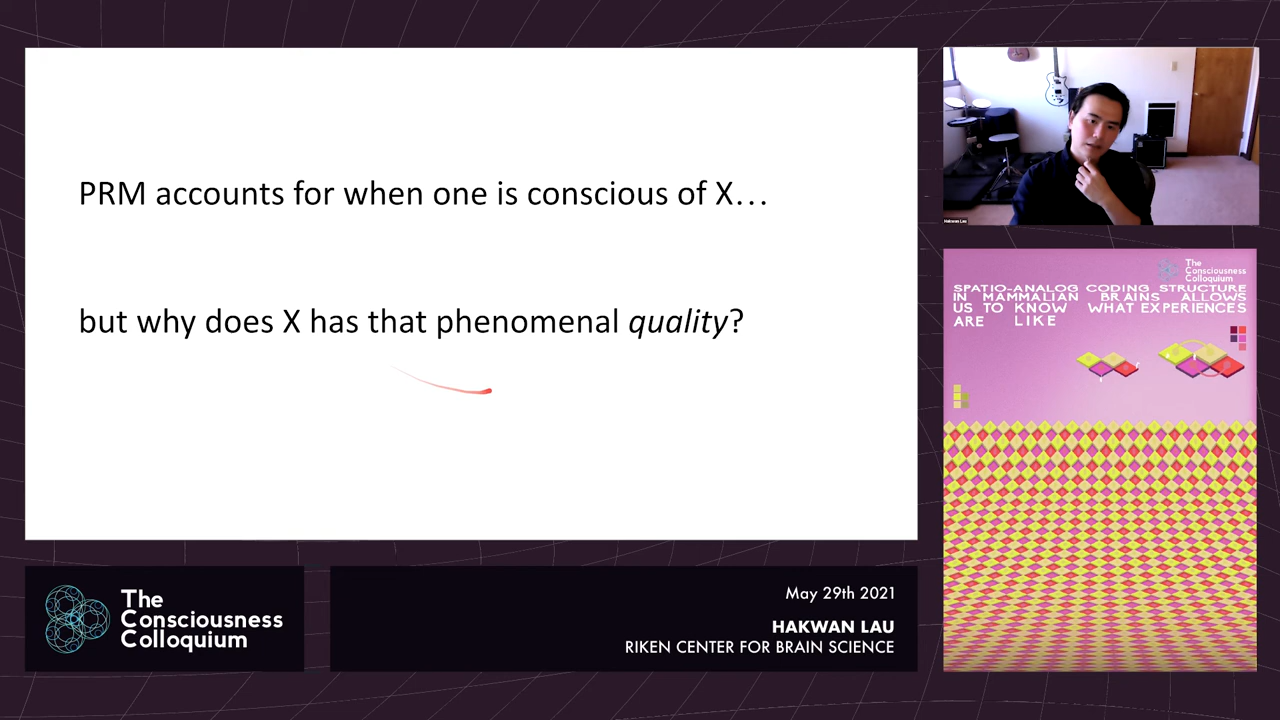 PRM accounts for when one is conscious of X…
but why does X has that phenomenal quality?
Hakwan Lau
The
Consciousness
Colloquium
SPATIO-ANALOG CODING STRUCTURE
IN MAMMALIAN BRAINS ALLOWS
US TO KNOW WHAT EXPERIENCES
ARE LIKE
The
Consciousness
Colloquium
May 29th 2021
HAKWAN LAU
RIKEN CENTER FOR BRAIN SCIENCE